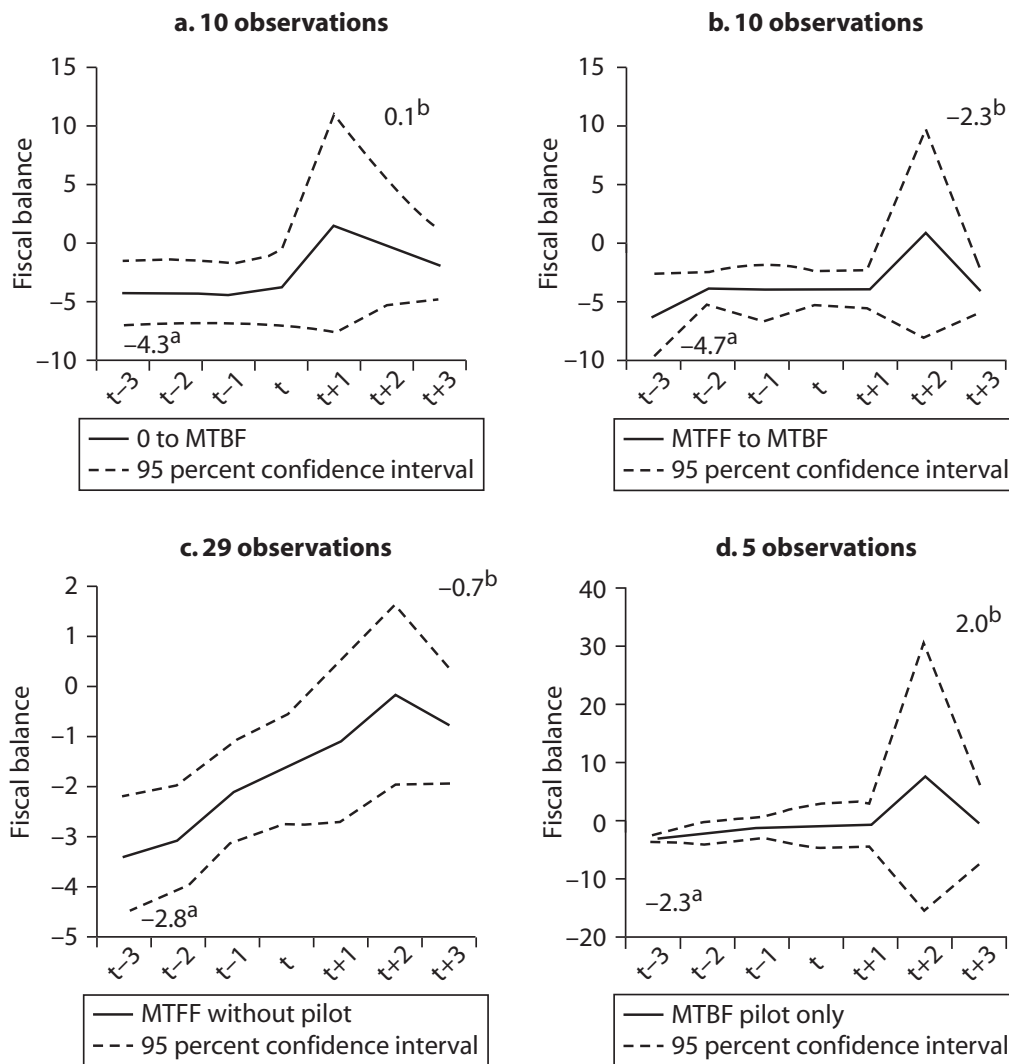 a. 10 observations
Fiscal balance
15
10
5
0
−5
−10
0.1b
−4.3a
t−3
t−2
t−1
t
t+1
t+2
t+3
0 to MTBF
95 percent confidence interval
b. 10 observations
Fiscal balance
15
10
5
0
−5
−10
−2.3b
−4.7a
t−3
t−2
t−1
t
t+1
t+2
t+3
MTFF to MTBF
95 percent confidence interval
c. 29 observations
Fiscal balance
2
1
0
−1
−2
−3
−4
−5
−0.7b
−2.8a
t−3
t−2
t−1
t
t+1
t+2
t+3
MTFF without pilot
95 percent confidence interval
d. 5 observations
Fiscal balance
40
30
20
10
0
−10
−20
2.0b
−2.3a
t−3
t−2
t−1
t
t+1
t+2
t+3
MTBF pilot only
95 percent confidence interval